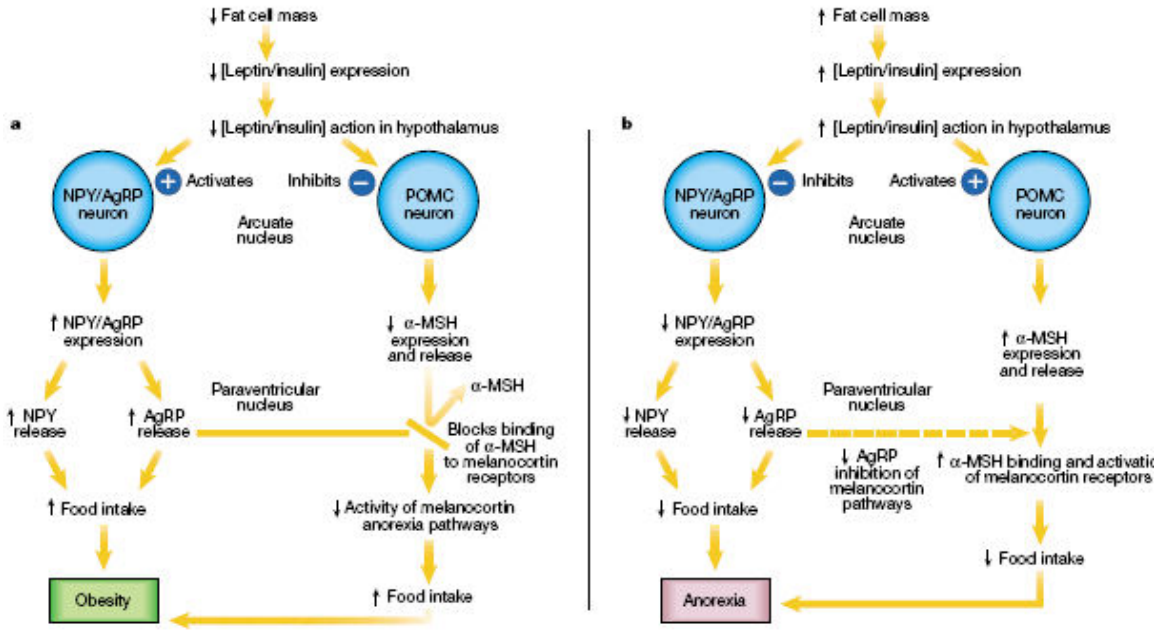 ↓ Fat cell mass
↓ [Leptin/insulin] expression
a
↓ [Leptin/insulin] action in hypothalamus
NPY/AgRP
neuron
+ Activates
Inhibits −
POMC
neuron
Arcuate
nucleus
↑ NPY/AgRP
expression
↓ α-MSH
expression
and release
α-MSH
↑ NPY
release
↑ AgRP
release
Paraventricular
nucleus
Blocks binding
of α-MSH
to melanocortin
receptors
↑ Food intake
↓ Activity of melanocortin
anorexia pathways
Obesity
↑ Food intake
↑ Fat cell mass
↑ [Leptin/insulin] expression
b
↑ [Leptin/insulin] action in hypothalamus
NPY/AgRP
neuron
− Inhibits
Activates +
POMC
neuron
Arcuate
nucleus
↓ NPY/AgRP
expression
↑ α-MSH
expression
and release
↓ NPY
release
↓ AgRP
release
Paraventricular
nucleus
↓ AgRP
inhibition of
melanocortin
pathways
↑ α-MSH binding and activatio
of melanocortin receptors
↓ Food intake
↓ Food intake
Anorexia